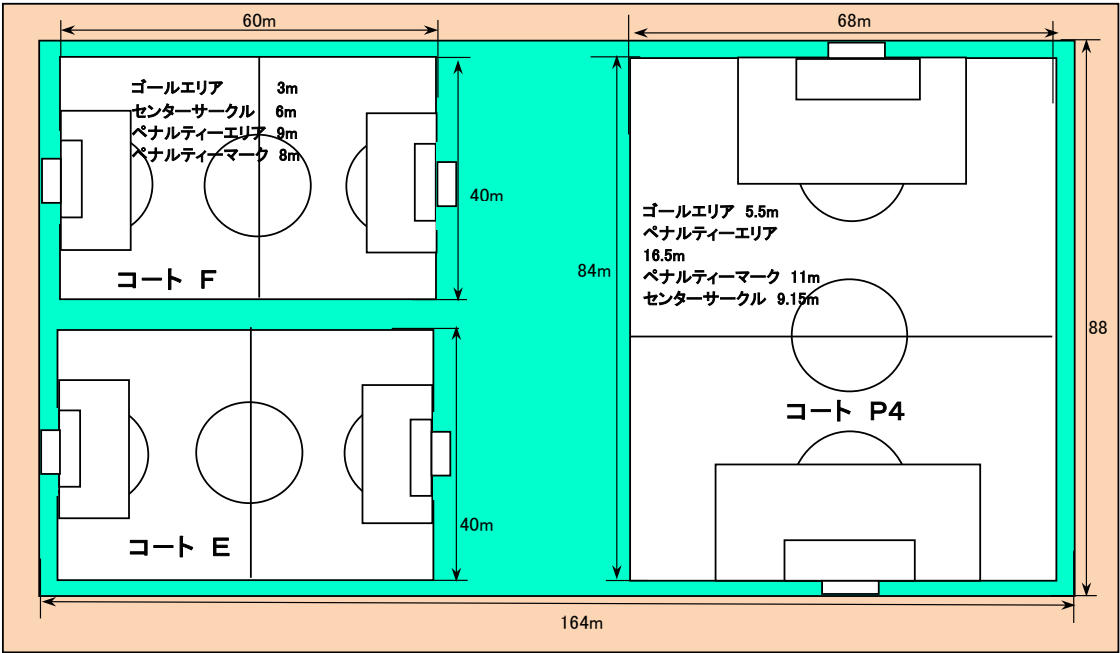 60m
68m
ゴールエリア 3m
センターサークル 6m
ペナルティーエリア 9m
ペナルティーマーク 8m
40m
コート F
ゴールエリア 5.5m
ペナルティーエリア
16.5m
ペナルティーマーク 11m
センターサークル 9.15m
84m
88
コート P4
40m
コート E
164m